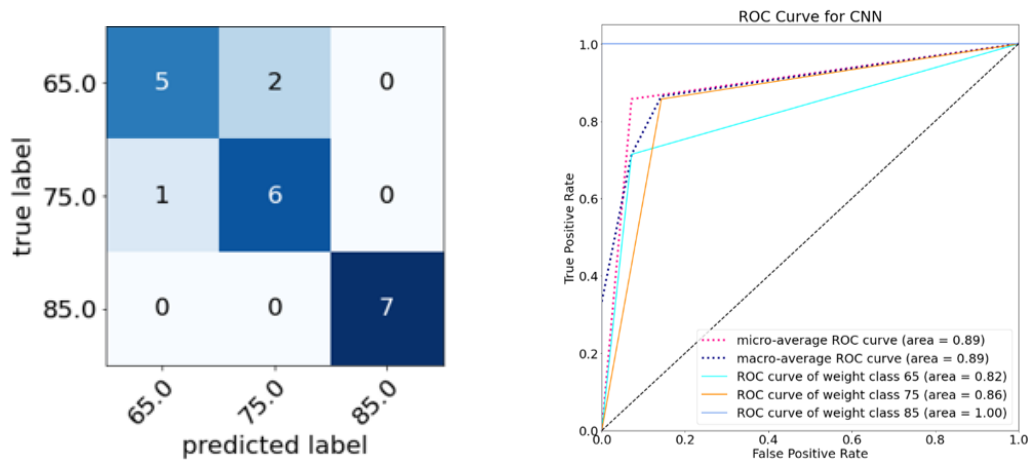 true label
65.0
75.0
85.0
5 2 0
1 6 0
0 0 7
65.0 75.0 85.0
predicted label
ROC Curve for CNN
True Positive Rate
1.0
0.8
0.6
0.4
0.2
0.0
micro-average ROC curve (area = 0.89)
macro-average ROC curve (area = 0.89)
ROC curve of weight class 65 (area = 0.82)
ROC curve of weight class 75 (area = 0.86)
ROC curve of weight class 85 (area = 1.00)
0.0 0.2 0.4 0.6 0.8 1.0
False Positive Rate